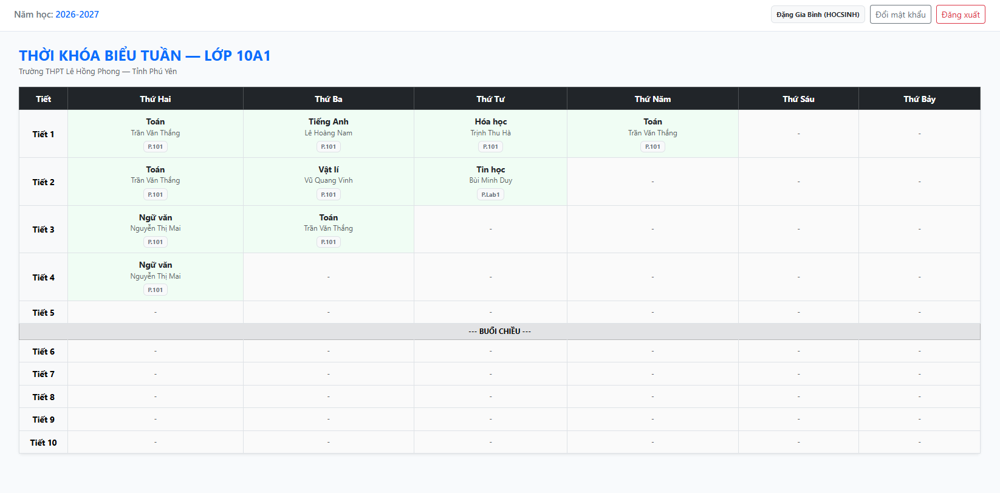 Năm học: 2026-2027
Đặng Gia Bình (HOCSINH)
Đổi mật khẩu
Đăng xuất
THỜI KHÓA BIỂU TUẦN — LỚP 10A1
Trường THPT Lê Hồng Phong — Tỉnh Phú Yên
Tiết Thứ Hai Thứ Ba Thứ Tư Thứ Năm Thứ Sáu Thứ Bảy
Tiết 1
Toán
Trần Văn Thắng
P.101
Tiếng Anh
Lê Hoàng Nam
P.101
Hóa học
Trịnh Thu Hà
P.101
Toán
Trần Văn Thắng
P.101
- -
Tiết 2
Toán
Trần Văn Thắng
P.101
Vật lí
Vũ Quang Vinh
P.101
Tin học
Bùi Minh Duy
P.Lab1
- - -
Tiết 3
Ngữ văn
Nguyễn Thị Mai
P.101
Toán
Trần Văn Thắng
P.101
- - - -
Tiết 4
Ngữ văn
Nguyễn Thị Mai
P.101
- - - - -
Tiết 5 - - - - - -
--- BUỔI CHIỀU ---
Tiết 6 - - - - - -
Tiết 7 - - - - - -
Tiết 8 - - - - - -
Tiết 9 - - - - - -
Tiết 10 - - - - - -